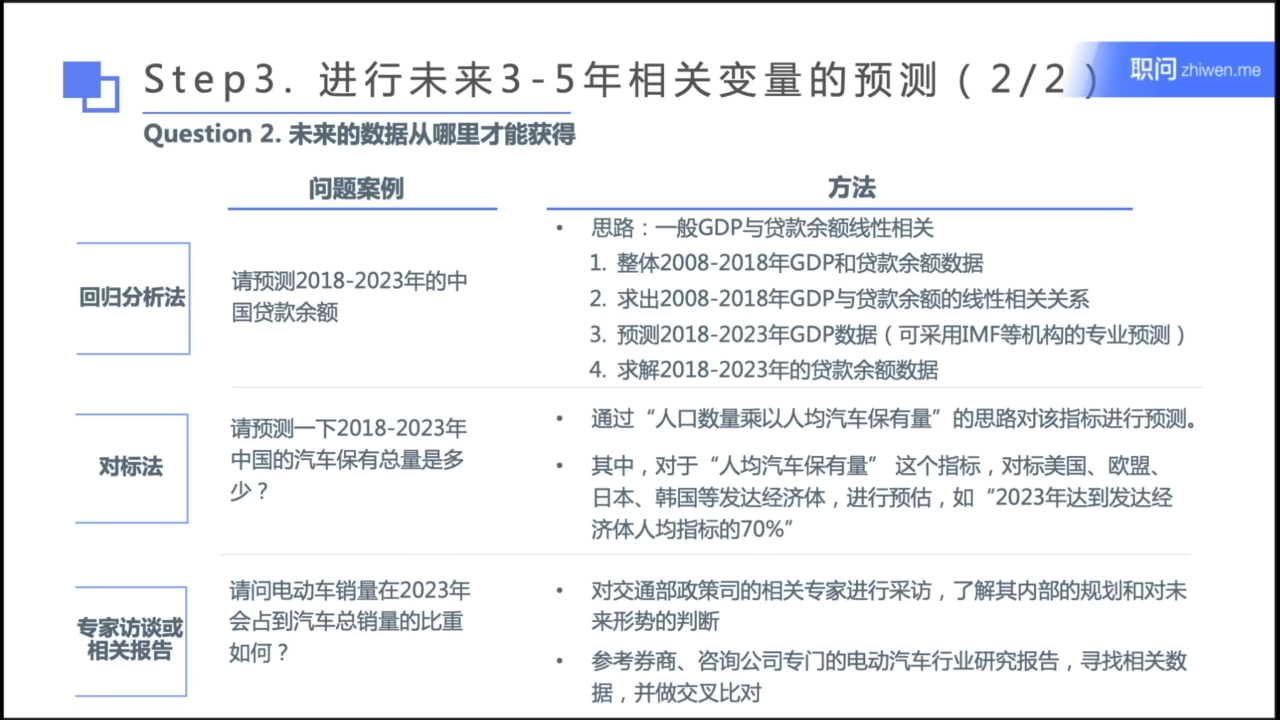 Step3. 进行未来3-5年相关变量的预测（2/2）
职问 zhiwen.me
Question 2. 未来的数据从哪里才能获得
问题案例
方法
回归分析法
请预测2018-2023年的中
国贷款余额
• 思路：一般GDP与贷款余额线性相关
1. 整体2008-2018年GDP和贷款余额数据
2. 求出2008-2018年GDP与贷款余额的线性相关关系
3. 预测2018-2023年GDP数据（可采用IMF等机构的专业预测）
4. 求解2018-2023年的贷款余额数据
对标法
请预测一下2018-2023年
中国的汽车保有总量是多
少？
• 通过“人口数量乘以人均汽车保有量”的思路对该指标进行预测。
• 其中，对于“人均汽车保有量” 这个指标，对标美国、欧盟、
日本、韩国等发达经济体，进行预估，如“2023年达到发达经
济体人均指标的70%”
专家访谈或
相关报告
请问电动车销量在2023年
会占到汽车总销量的比重
如何？
• 对交通部政策司的相关专家进行采访，了解其内部的规划和对未
来形势的判断
• 参考券商、咨询公司专门的电动汽车行业研究报告，寻找相关数
据，并做交叉比对